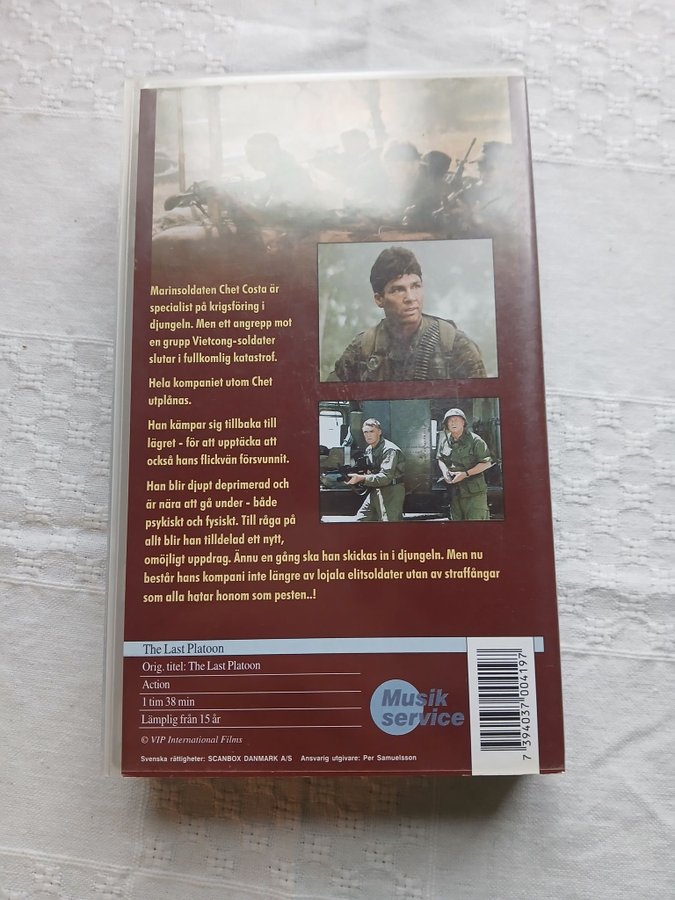 Marinsoldaten Chet Costa är
specialist på krigsföring i
djungeln. Men ett angrepp mot
en grupp Vietcong-soldater
slutar i fullkomlig katastrof.
Hela kompaniet utom Chet
utplånas.
Han kämpar sig tillbaka till
lägret - för att upptäcka att
också hans flickvän försvunnit.
Han blir djupt deprimerad och
är nära att gå under - både
psykiskt och fysiskt. Till råga på
allt blir han tilldelad ett nytt,
omöjligt uppdrag. Ännu en gång ska han skickas in i djungeln. Men nu
består hans kompani inte längre av lojala elitsoldater utan av straffångar
som alla hatar honom som pesten..!
The Last Platoon
Orig. titel: The Last Platoon
Action
1 tim 38 min
Lämplig från 15 år
© VIP International Films
Musik
service
7 394037 004197
Svenska rättigheter: SCANBOX DANMARK A/S Ansvarig utgivare: Per Samuelsson